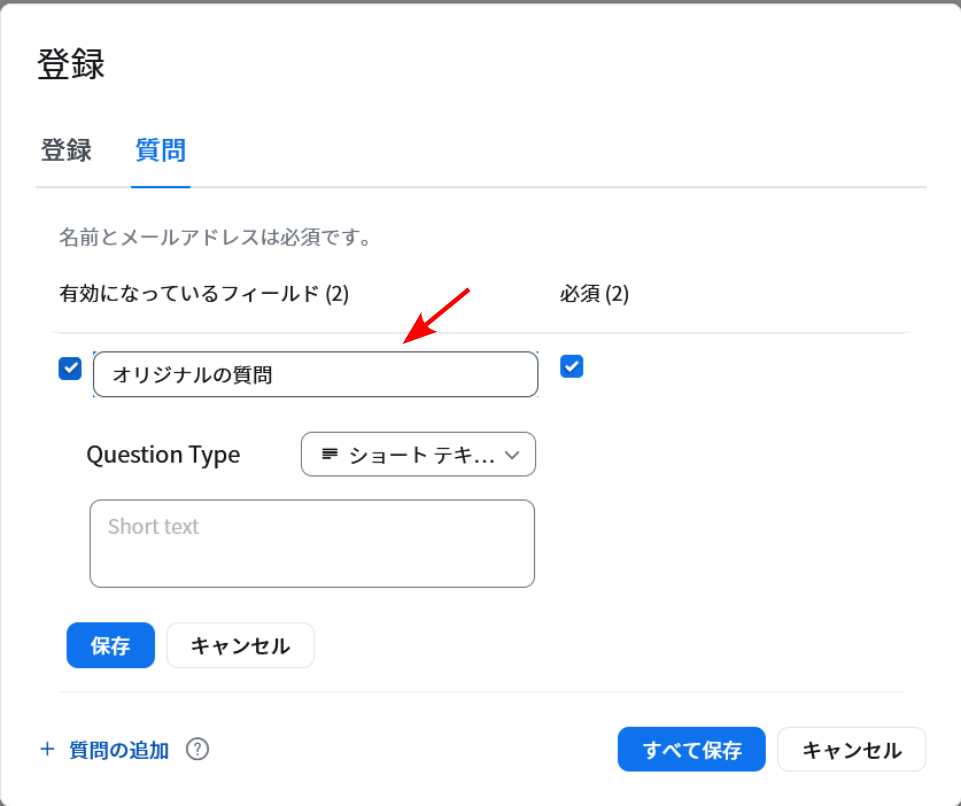 登録
登録 質問
名前とメールアドレスは必須です。
有効になっているフィールド (2) 必須 (2)
オリジナルの質問
Question Type ショート テキ...
Short text
保存 キャンセル
+ 質問の追加 ? すべて保存 キャンセル